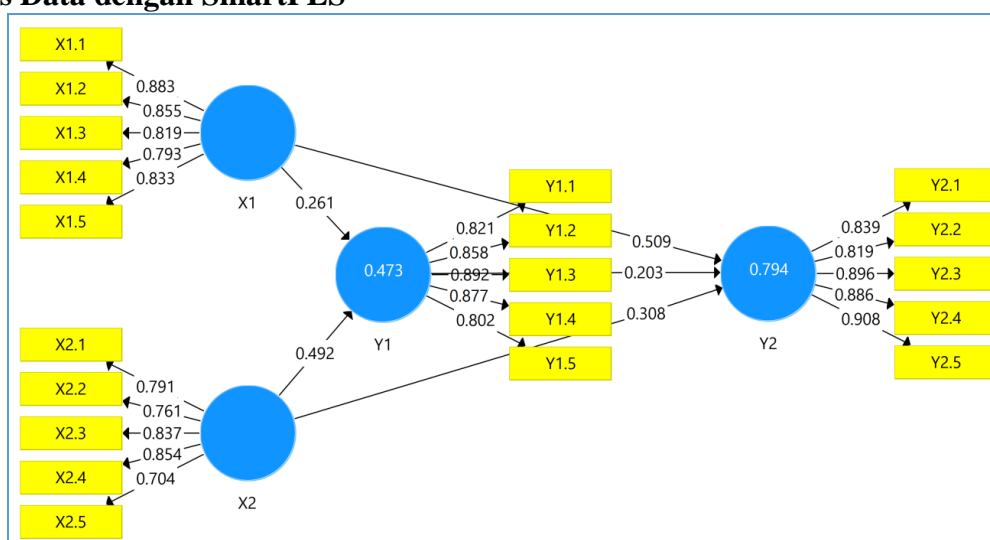 s Data dengan SmartPLS
X1.1
X1.2
X1.3
X1.4
X1.5
0.883
0.855
0.819
0.793
0.833
X1
0.261
0.509
X2.1
X2.2
X2.3
X2.4
X2.5
0.791
0.761
0.837
0.854
0.704
X2
0.492
0.308
0.473
Y1
0.203
0.821
0.858
0.892
0.877
0.802
Y1.1
Y1.2
Y1.3
Y1.4
Y1.5
0.794
Y2
0.839
0.819
0.896
0.886
0.908
Y2.1
Y2.2
Y2.3
Y2.4
Y2.5